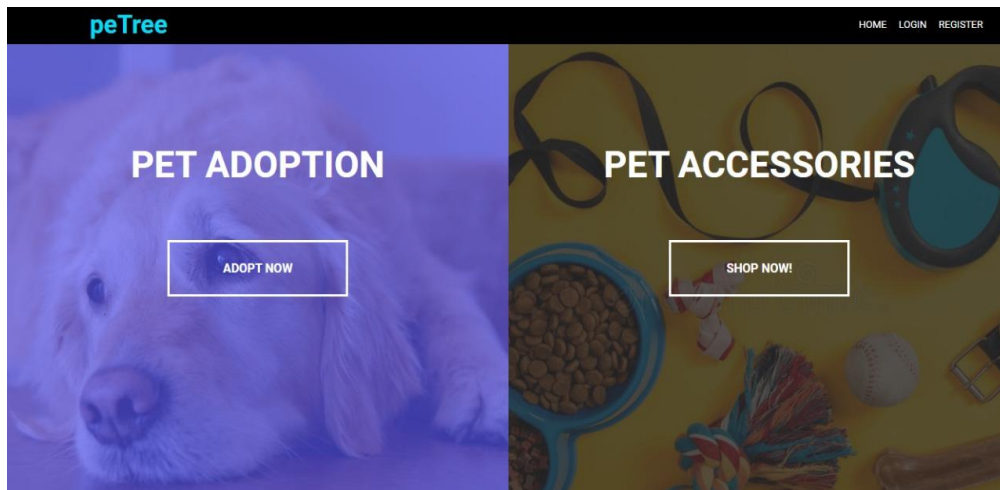 peTree
HOME LOGIN REGISTER
PET ADOPTION
ADOPT NOW
PET ACCESSORIES
SHOP NOW!